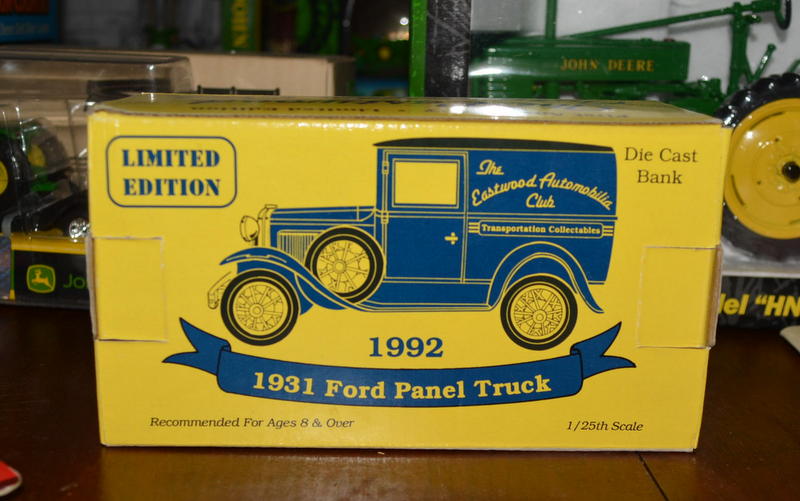 JOHN DEERE
LIMITED
EDITION
The
Eastwood Automobilia
Club
Transportation Collectables
Die Cast
Bank
1992
1931 Ford Panel Truck
Recommended For Ages 8 & Over
1/25th Scale
"HN